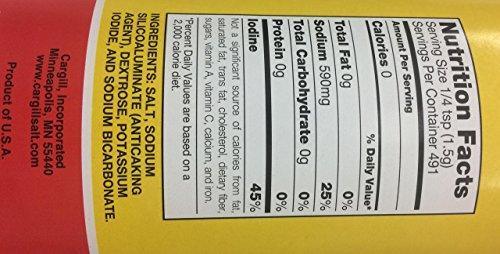 Nutrition Facts
Serving Size 1/4 tsp (1.5g)
Servings Per Container 491
Amount Per Serving
Calories 0
% Daily Value*
Total Fat 0g 0%
Sodium 590mg 25%
Total Carbohydrate 0g 0%
Protein 0g 0%
Iodine 45%
Not a significant source of calories from fat,
saturated fat, trans fat, cholesterol, dietary fiber,
sugars, vitamin A, vitamin C, calcium, and iron.
*Percent Daily Values are based on a
2,000 calorie diet.
INGREDIENTS: SALT, SODIUM
SILICOALUMINATE (ANTICAKING
AGENT), DEXTROSE, POTASSIUM
IODIDE, AND SODIUM BICARBONATE.
Cargill, Incorporated
Minneapolis, MN 55440
www.cargillsalt.com
Product of U.S.A.